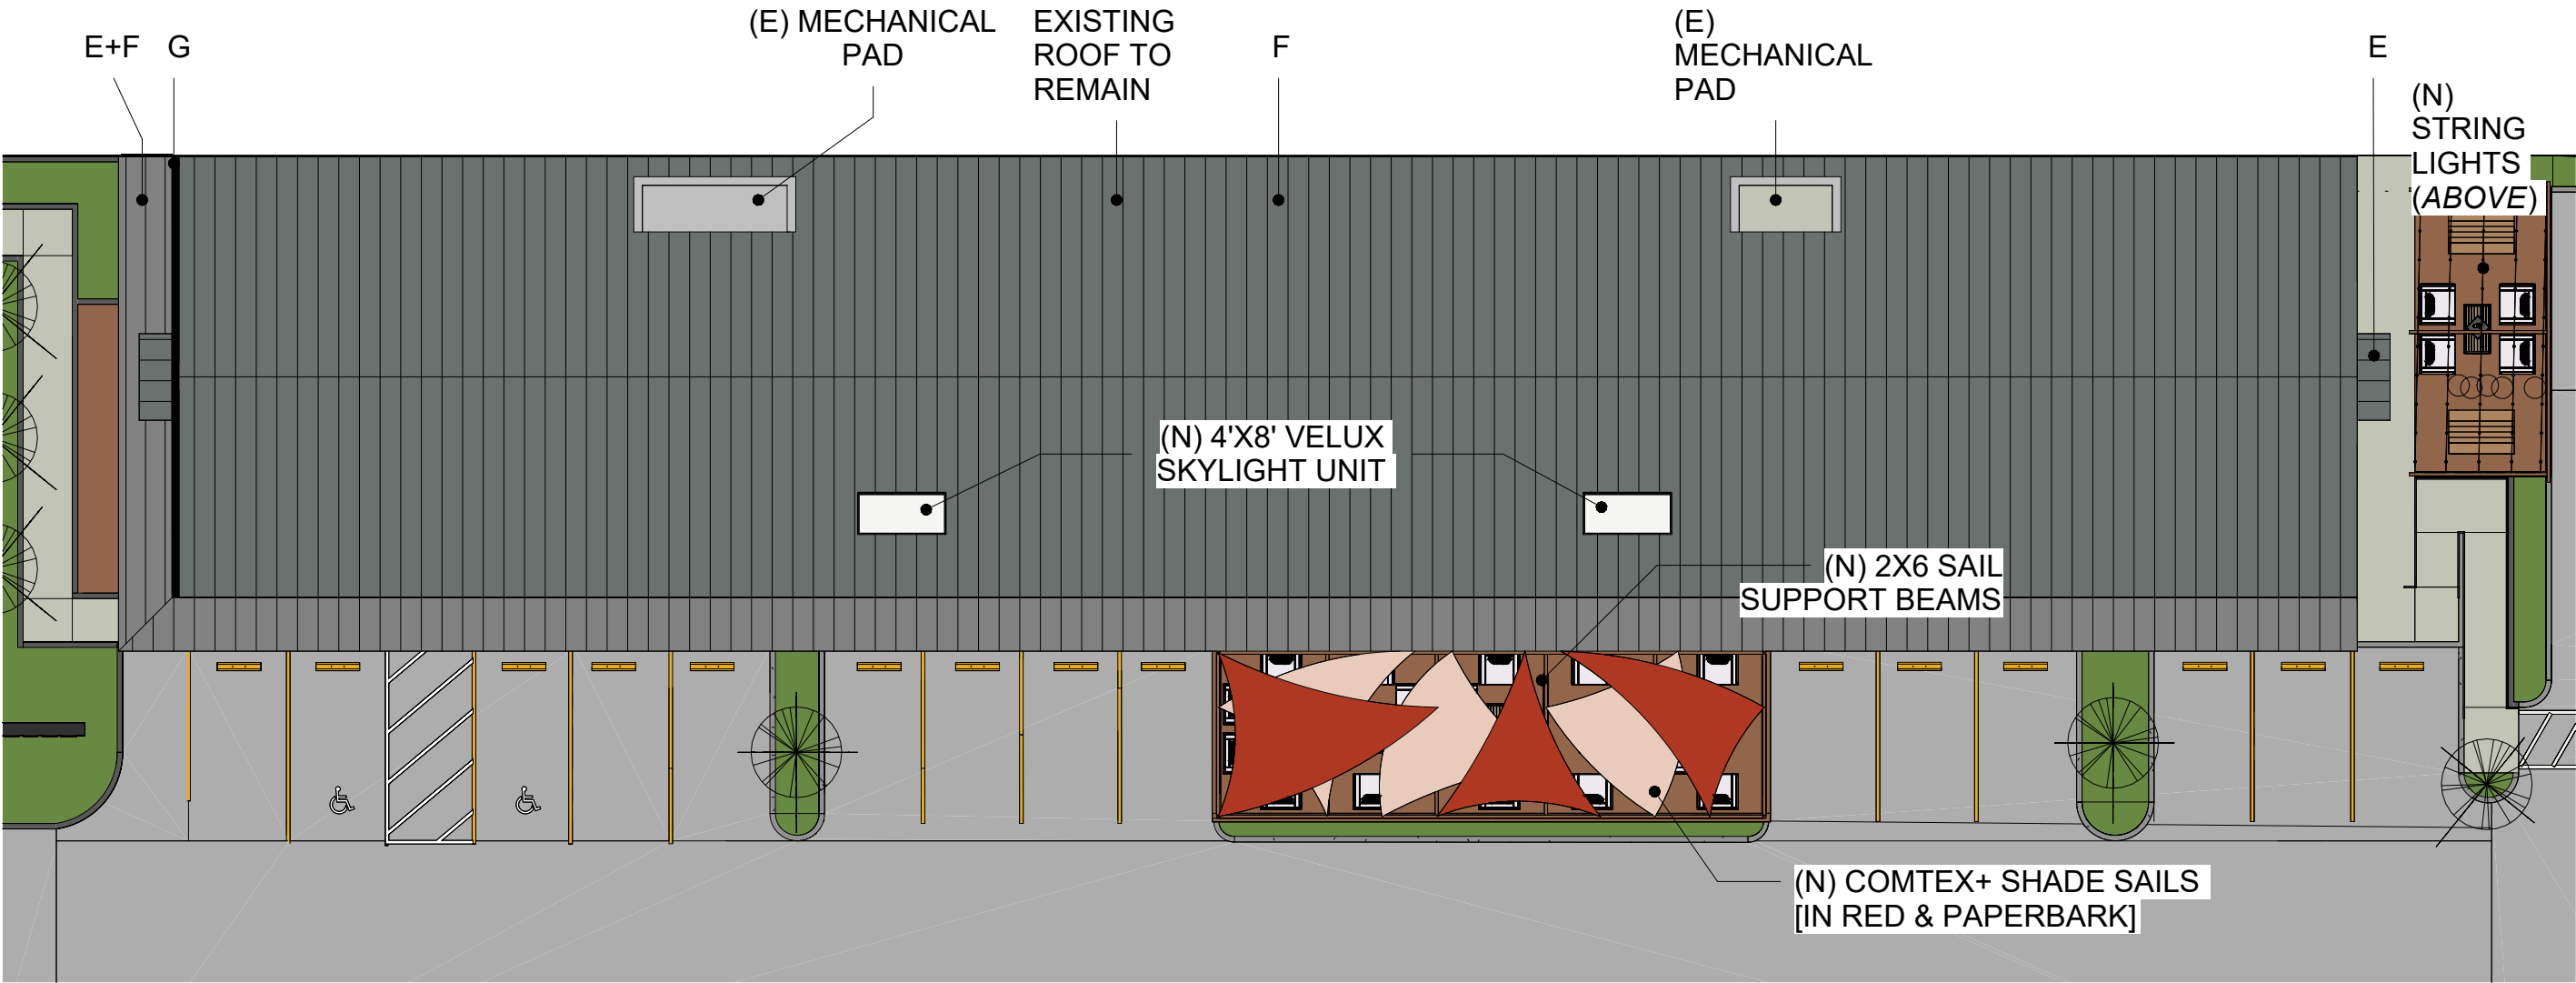 E+F
G
(E) MECHANICAL
PAD
EXISTING
ROOF TO
REMAIN
F
(E)
MECHANICAL
PAD
E
(N)
STRING
LIGHTS
(ABOVE)
(N) 4'X8' VELUX
SKYLIGHT UNIT
(N) 2X6 SAIL
SUPPORT BEAMS
(N) COMTEX+ SHADE SAILS
[IN RED & PAPERBARK]